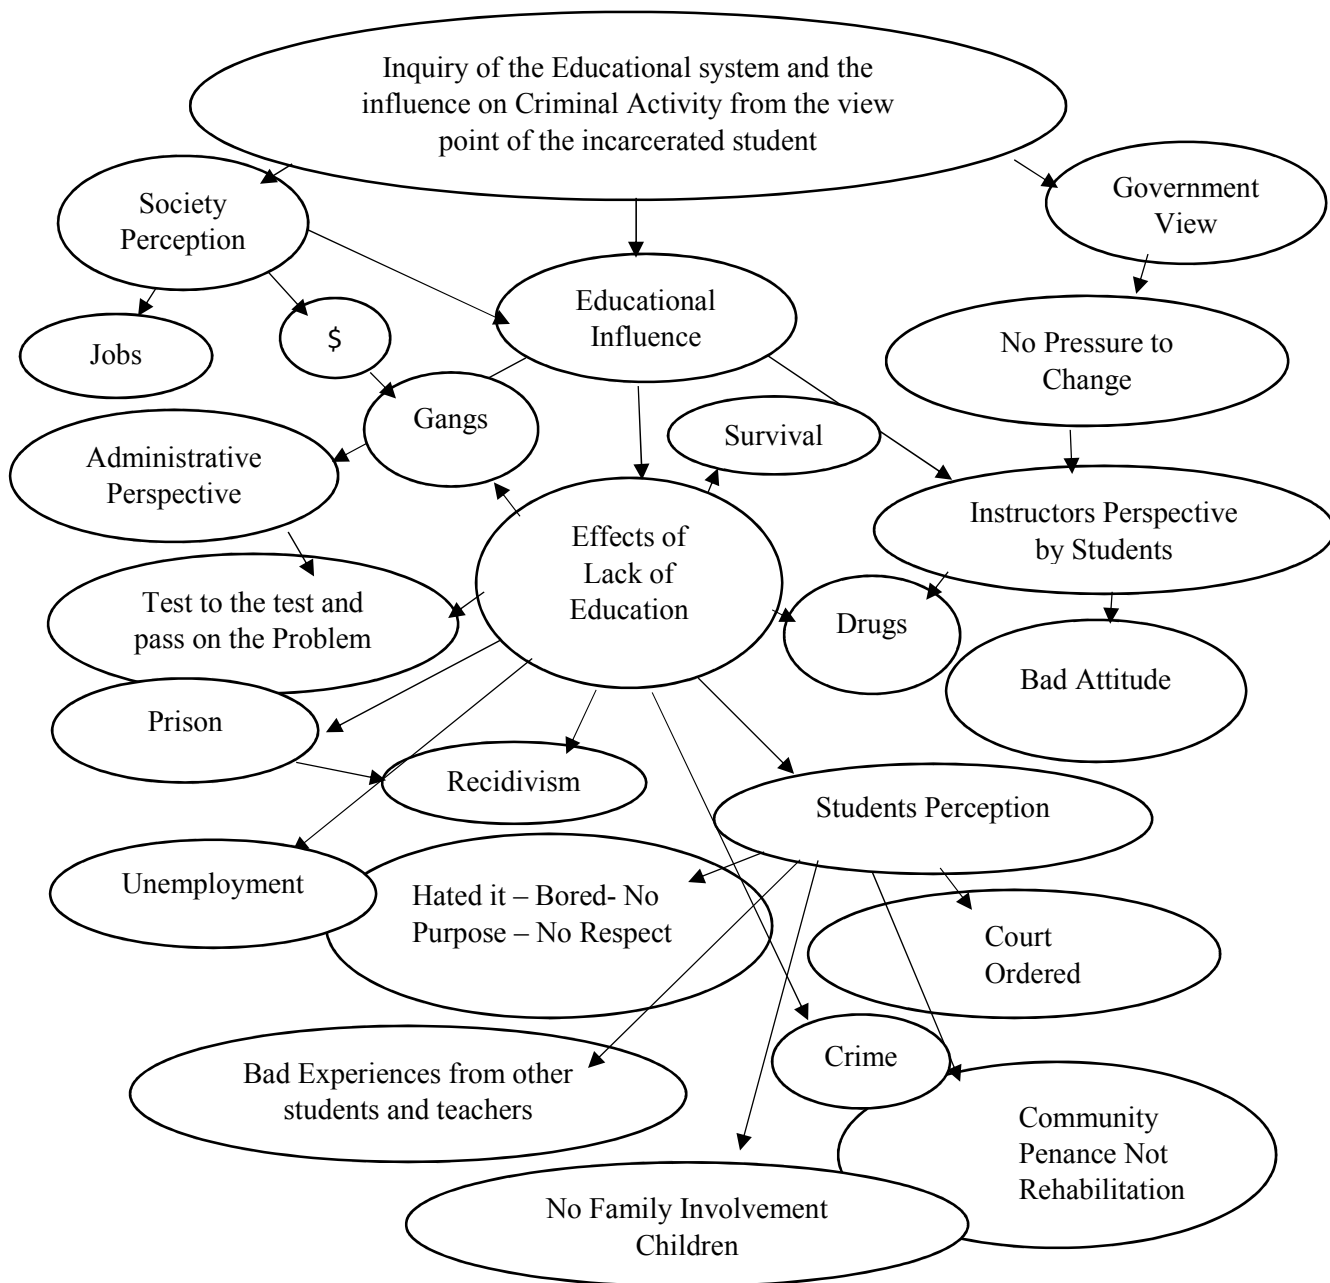 Inquiry of the Educational system and the
influence on Criminal Activity from the view
point of the incarcerated student
Society
Perception
Government
View
Educational
Influence
Jobs
$
No Pressure to
Change
Gangs
Survival
Administrative
Perspective
Instructors Perspective
by Students
Effects of
Lack of
Education
Test to the test and
pass on the Problem
Drugs
Bad Attitude
Prison
Recidivism
Students Perception
Unemployment
Hated it – Bored- No
Purpose – No Respect
Court
Ordered
Crime
Bad Experiences from other
students and teachers
Community
Penance Not
Rehabilitation
No Family Involvement
Children